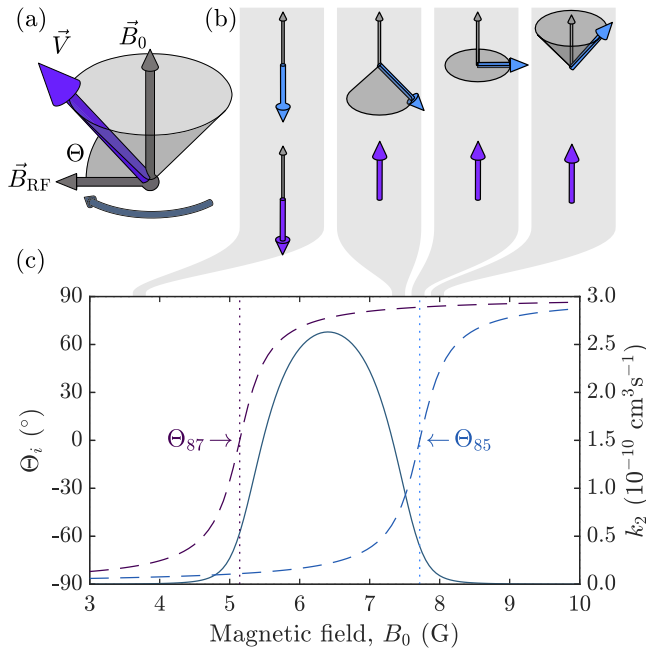 (a)
(b)
V⃗
B⃗₀
Θ
B⃗_RF
(c)
90
60
30
0
-30
-60
-90
Θᵢ (°)
Θ₈₇→
←Θ₈₅
3.0
2.5
2.0
1.5
1.0
0.5
0.0
k₂ (10⁻¹⁰ cm³s⁻¹)
3 4 5 6 7 8 9 10
Magnetic field, B₀ (G)